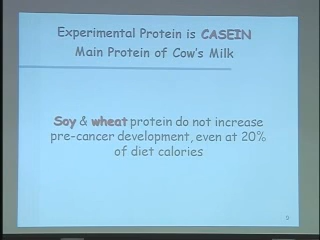 Experimental Protein is CASEIN
Main Protein of Cow's Milk
Soy & wheat protein do not increase
pre-cancer development, even at 20%
of diet calories